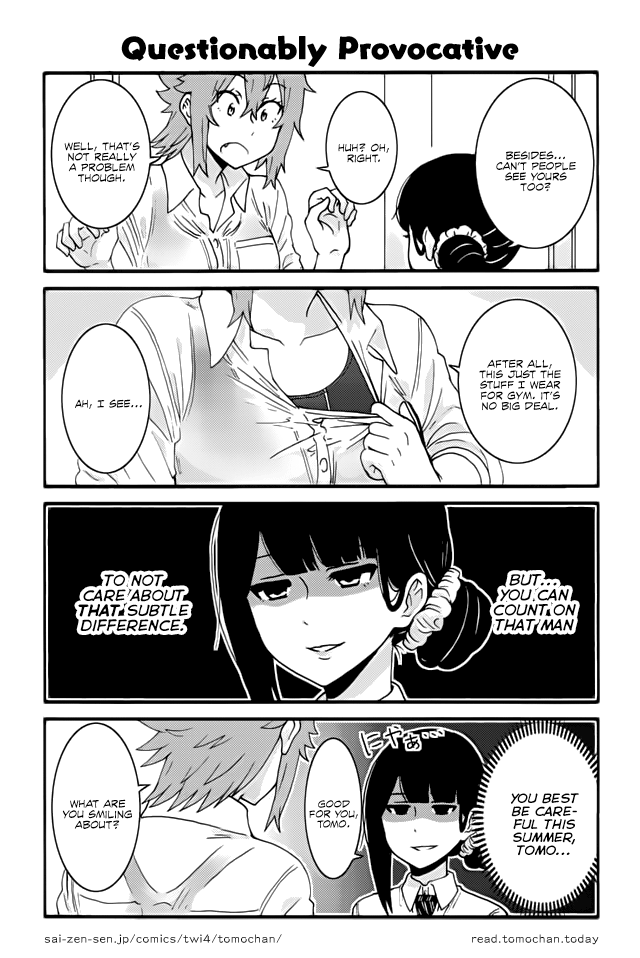 Questionably Provocative
BESIDES...
CAN'T PEOPLE
SEE YOURS
TOO?
HUH? OH,
RIGHT.
WELL, THAT'S
NOT REALLY
A PROBLEM
THOUGH.
AFTER ALL,
THIS JUST THE
STUFF I WEAR
FOR GYM. IT'S
NO BIG DEAL.
AH, I SEE...
BUT...
YOU CAN
COUNT ON
THAT MAN
TO NOT
CARE ABOUT
THAT SUBTLE
DIFFERENCE.
YOU BEST
BE CARE-
FUL THIS
SUMMER,
TOMO...
にやぁ...
GOOD
FOR YOU,
TOMO.
WHAT ARE
YOU SMILING
ABOUT?
sai-zen-sen.jp/comics/twi4/tomochan/
read.tomochan.today